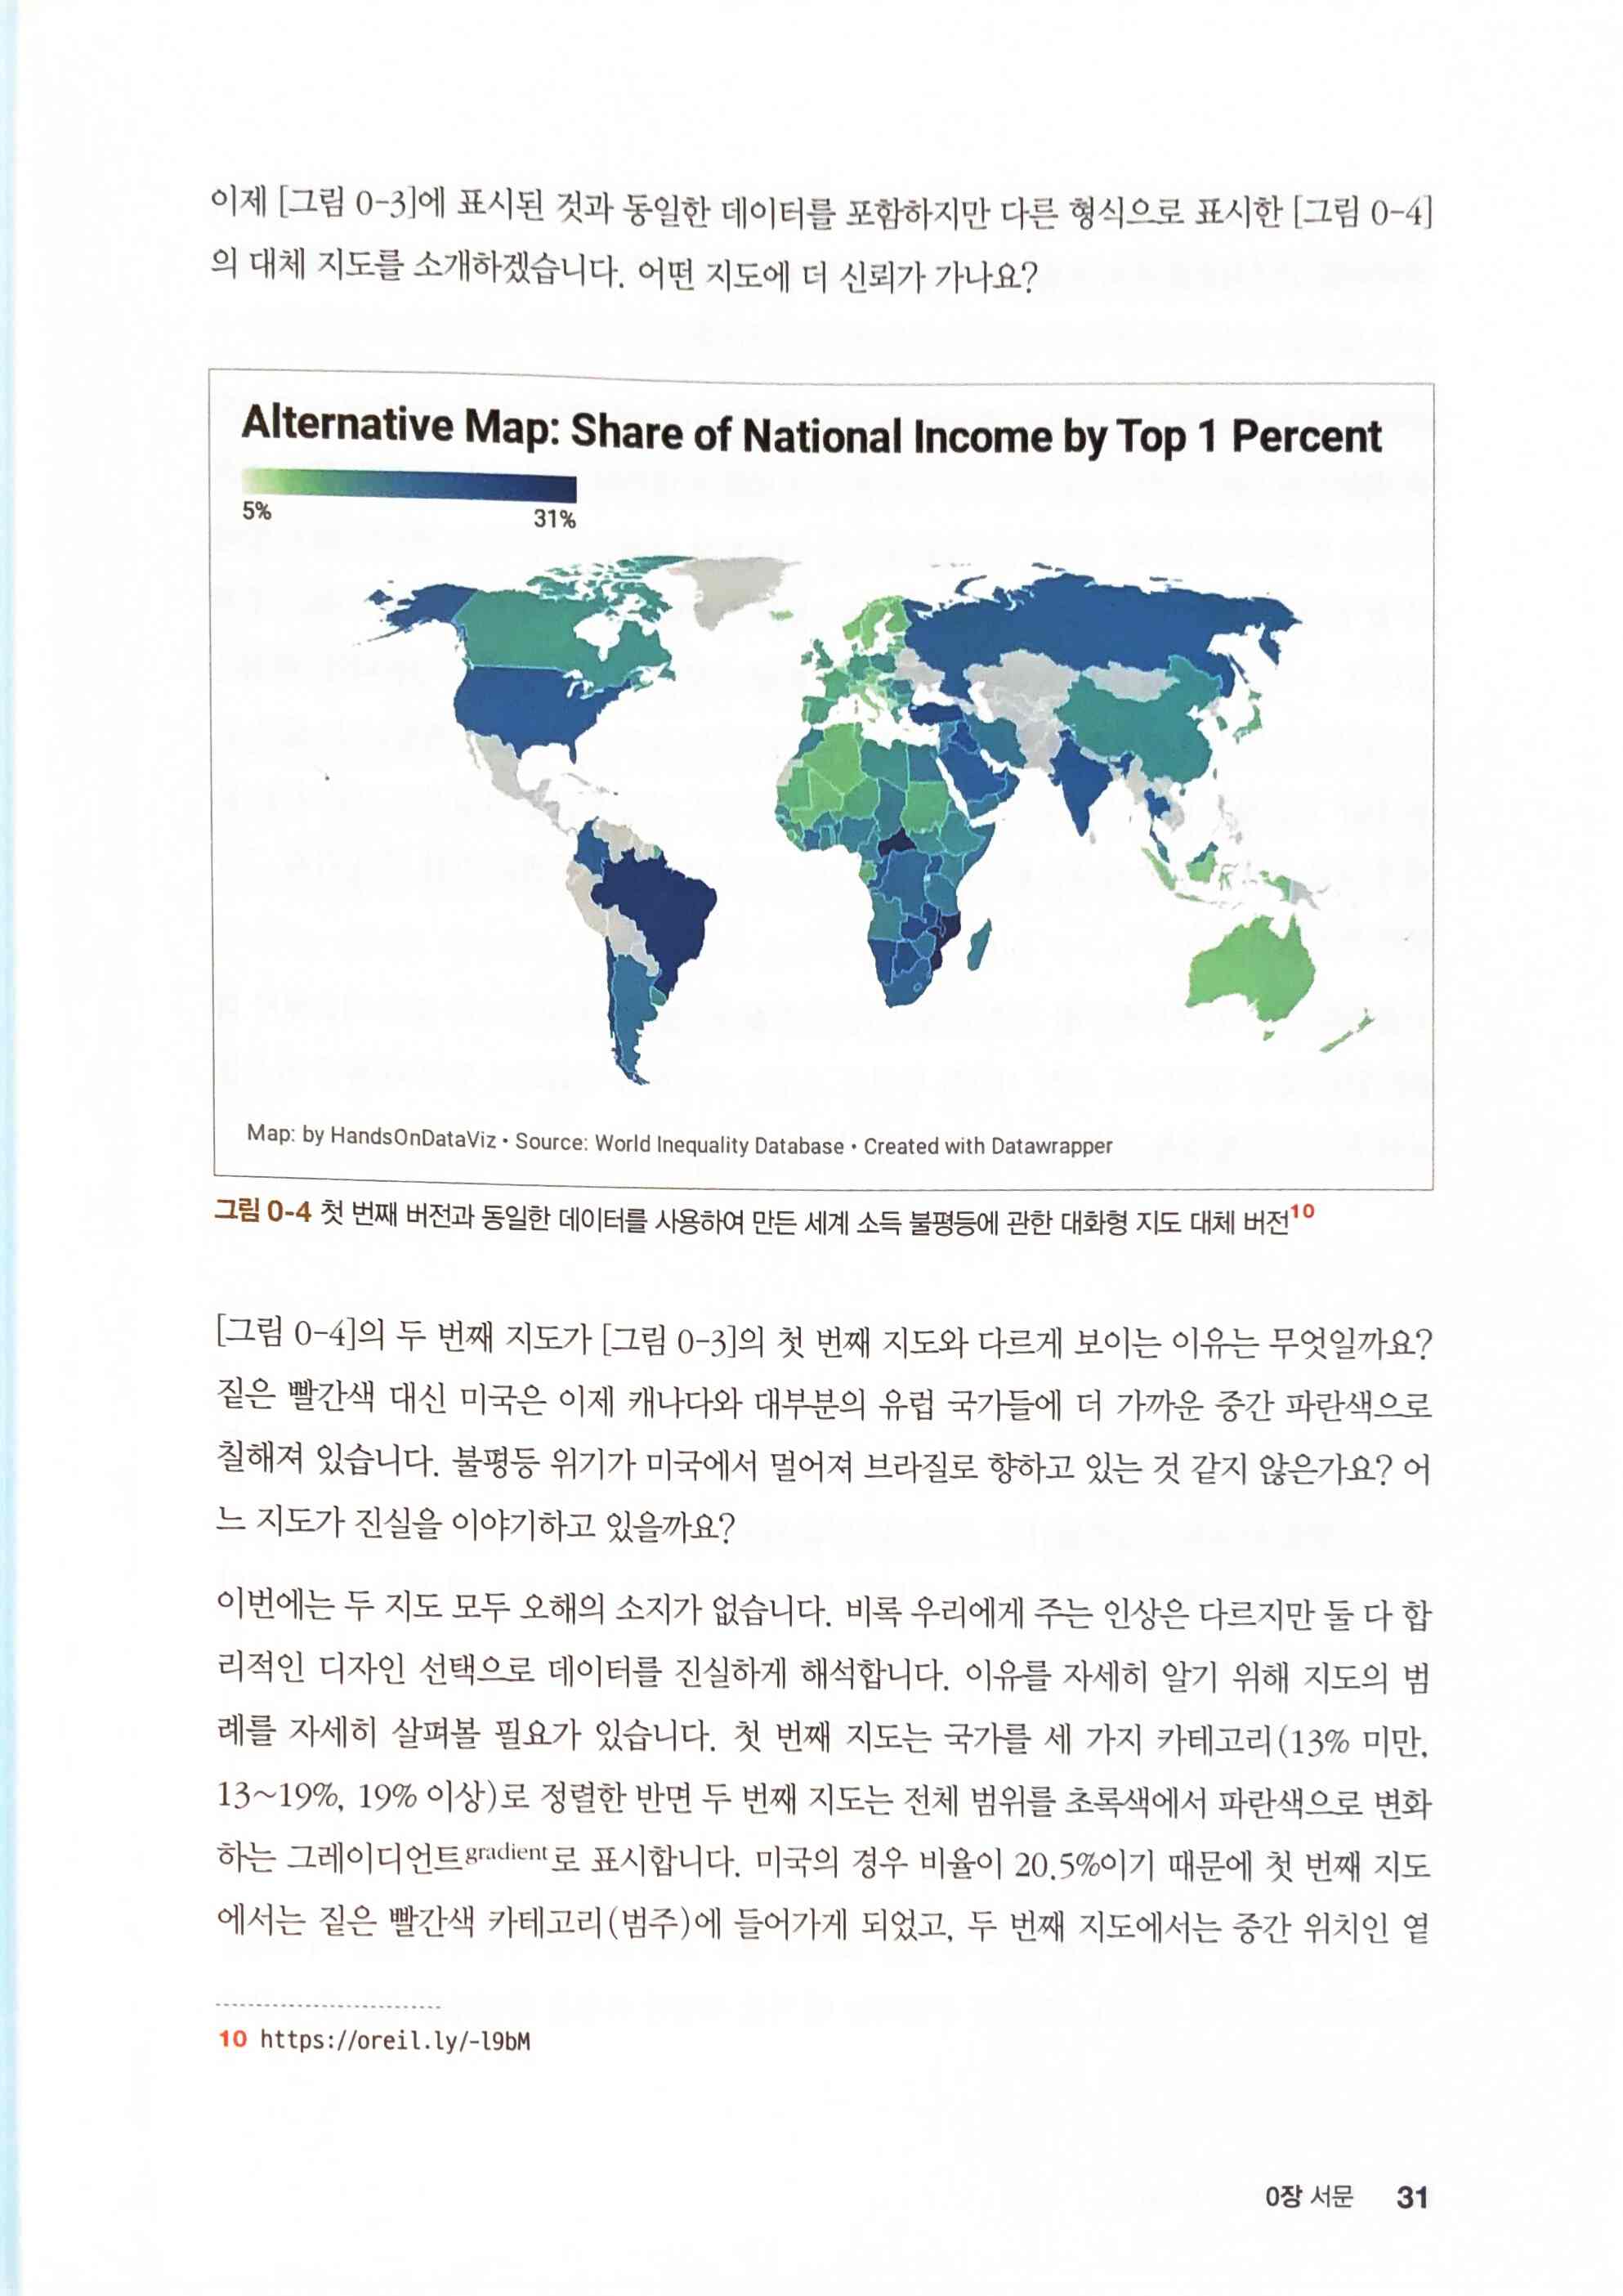 이제 [그림 0-3]에 표시된 것과 동일한 데이터를 포함하지만 다른 형식으로 표시한 [그림 0-4]
의 대체 지도를 소개하겠습니다. 어떤 지도에 더 신뢰가 가나요?
Alternative Map: Share of National Income by Top 1 Percent
5% 31%
Map: by HandsOnDataViz • Source: World Inequality Database • Created with Datawrapper
그림 0-4 첫 번째 버전과 동일한 데이터를 사용하여 만든 세계 소득 불평등에 관한 대화형 지도 대체 버전10
[그림 0-4]의 두 번째 지도가 [그림 0-3]의 첫 번째 지도와 다르게 보이는 이유는 무엇일까요?
짙은 빨간색 대신 미국은 이제 캐나다와 대부분의 유럽 국가들에 더 가까운 중간 파란색으로
칠해져 있습니다. 불평등 위기가 미국에서 멀어져 브라질로 향하고 있는 것 같지 않은가요? 어
느 지도가 진실을 이야기하고 있을까요?
이번에는 두 지도 모두 오해의 소지가 없습니다. 비록 우리에게 주는 인상은 다르지만 둘 다 합
리적인 디자인 선택으로 데이터를 진실하게 해석합니다. 이유를 자세히 알기 위해 지도의 범
례를 자세히 살펴볼 필요가 있습니다. 첫 번째 지도는 국가를 세 가지 카테고리(13% 미만,
13~19%, 19% 이상)로 정렬한 반면 두 번째 지도는 전체 범위를 초록색에서 파란색으로 변화
하는 그레이디언트gradient로 표시합니다. 미국의 경우 비율이 20.5%이기 때문에 첫 번째 지도
에서는 짙은 빨간색 카테고리(범주)에 들어가게 되었고, 두 번째 지도에서는 중간 위치인 옅
10 https://oreil.ly/-l9bM
0장 서문 31